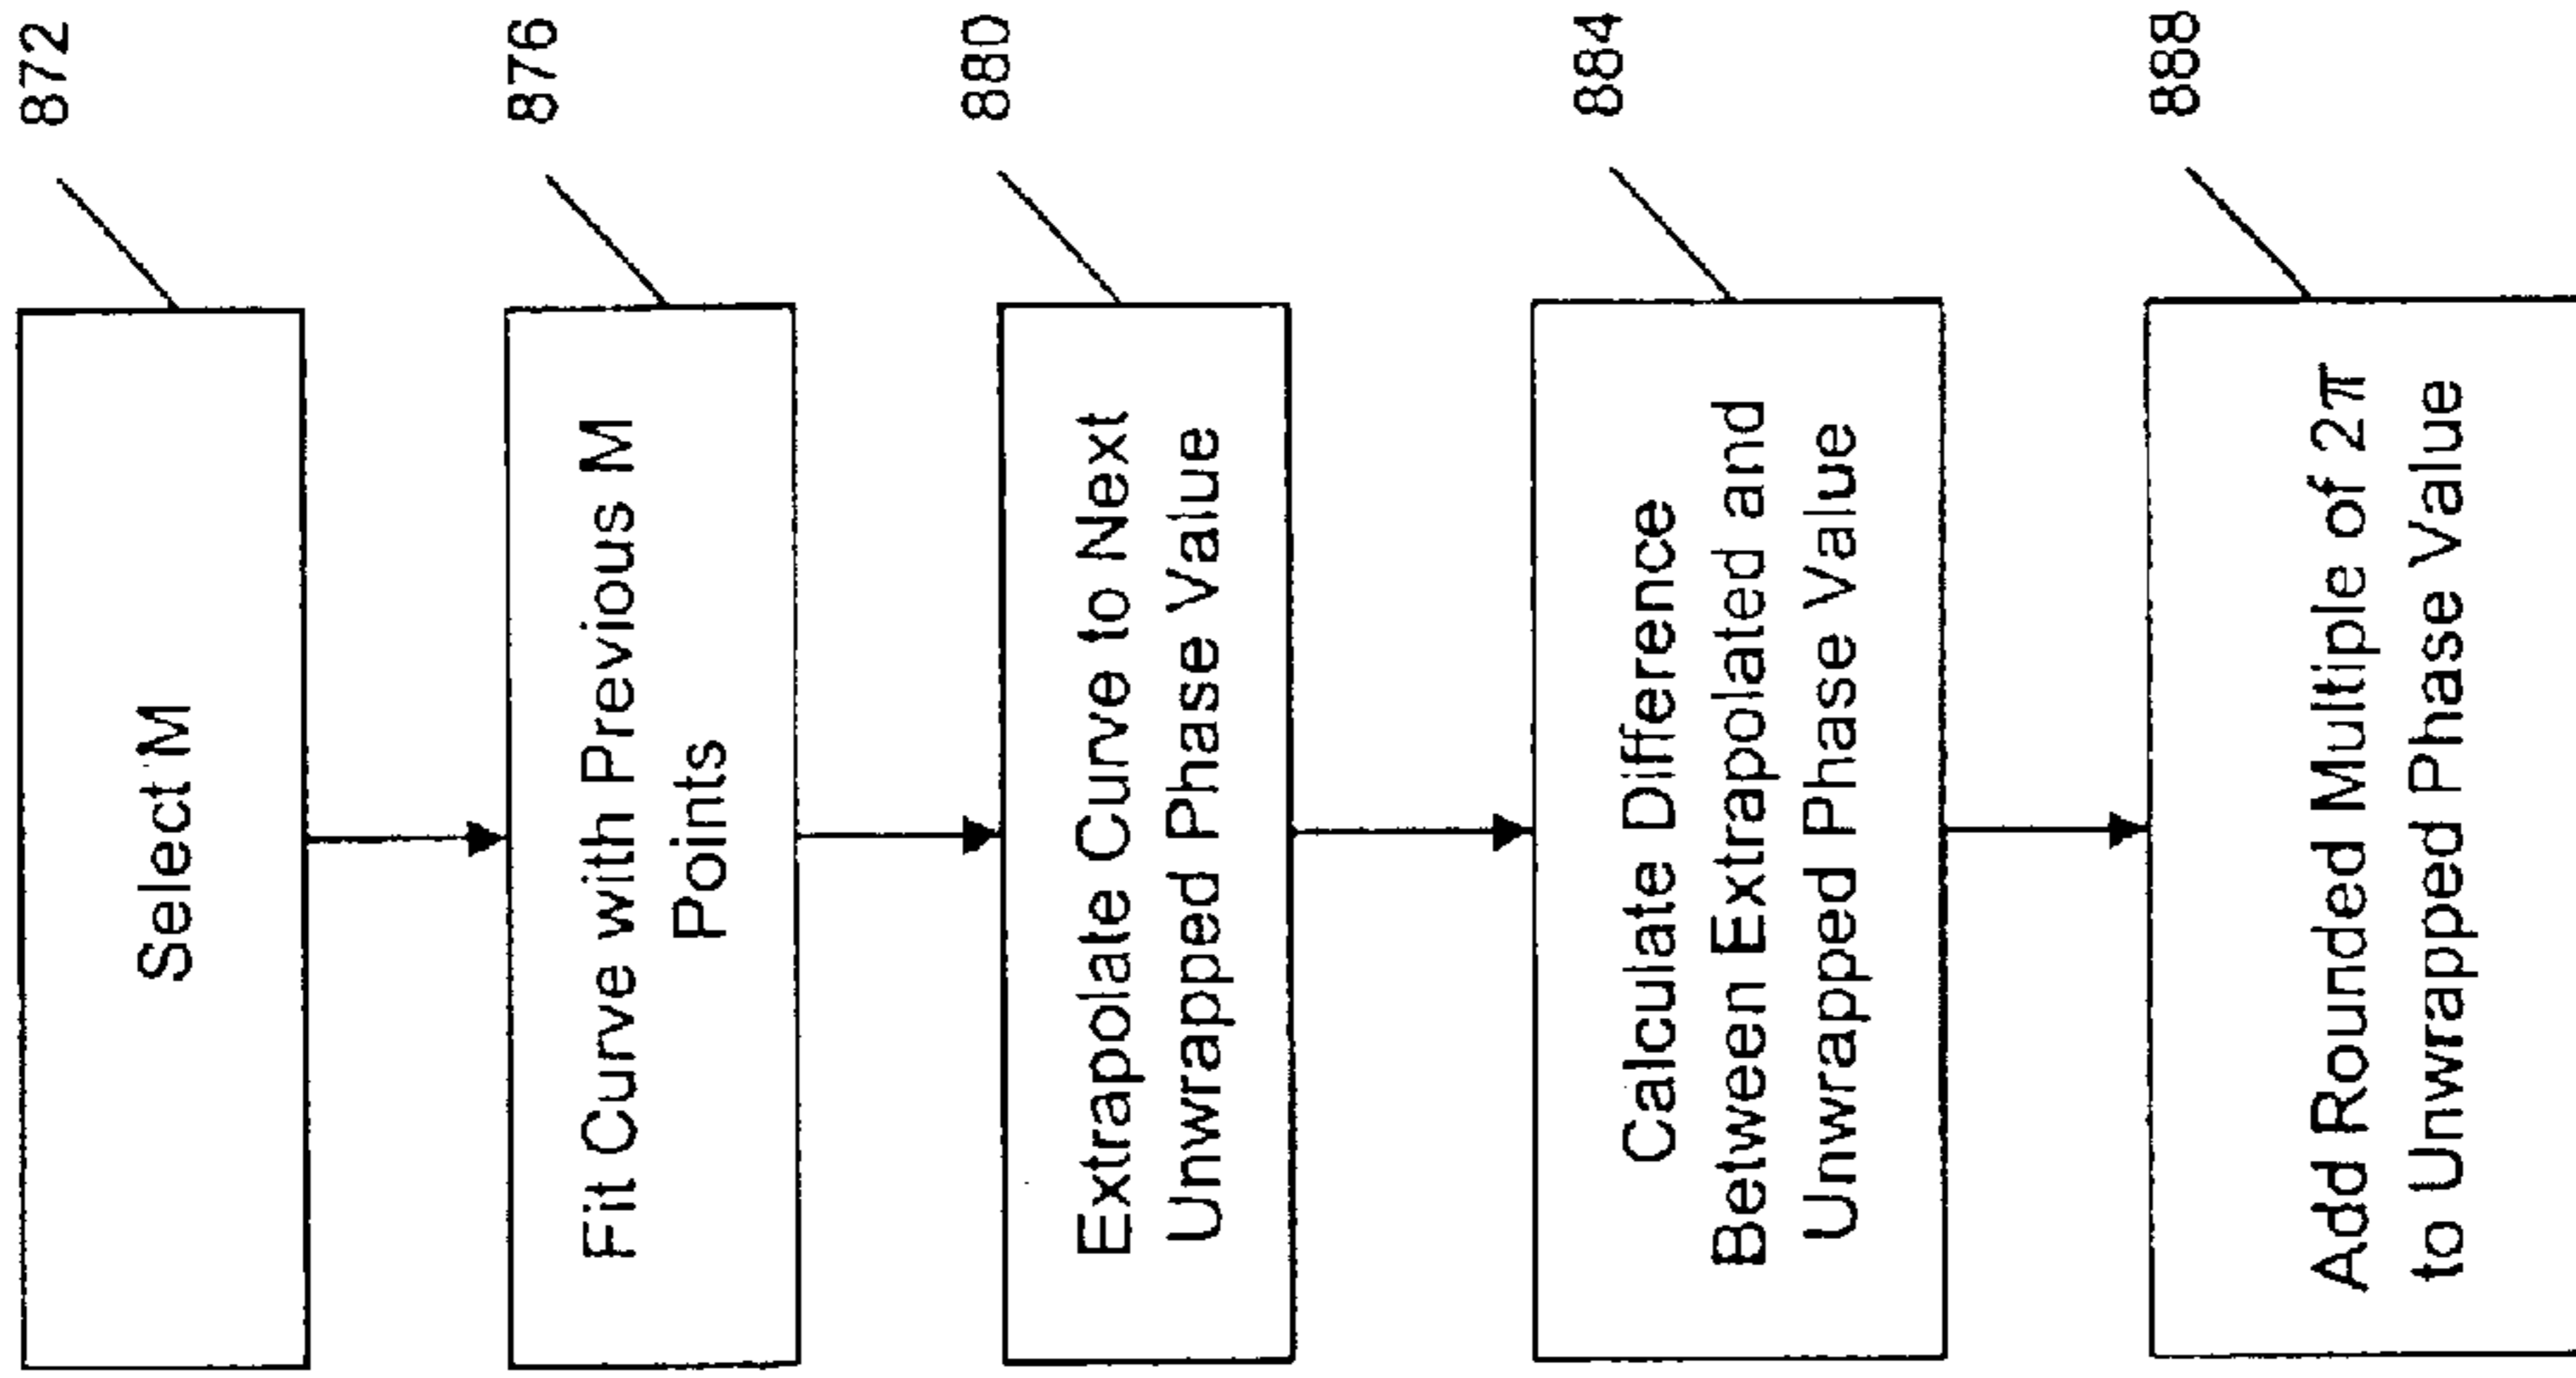 872
Select M
876
Fit Curve with Previous M
Points
880
Extrapolate Curve to Next
Unwrapped Phase Value
884
Calculate Difference
Between Extrapolated and
Unwrapped Phase Value
888
Add Rounded Multiple of 2π
to Unwrapped Phase Value